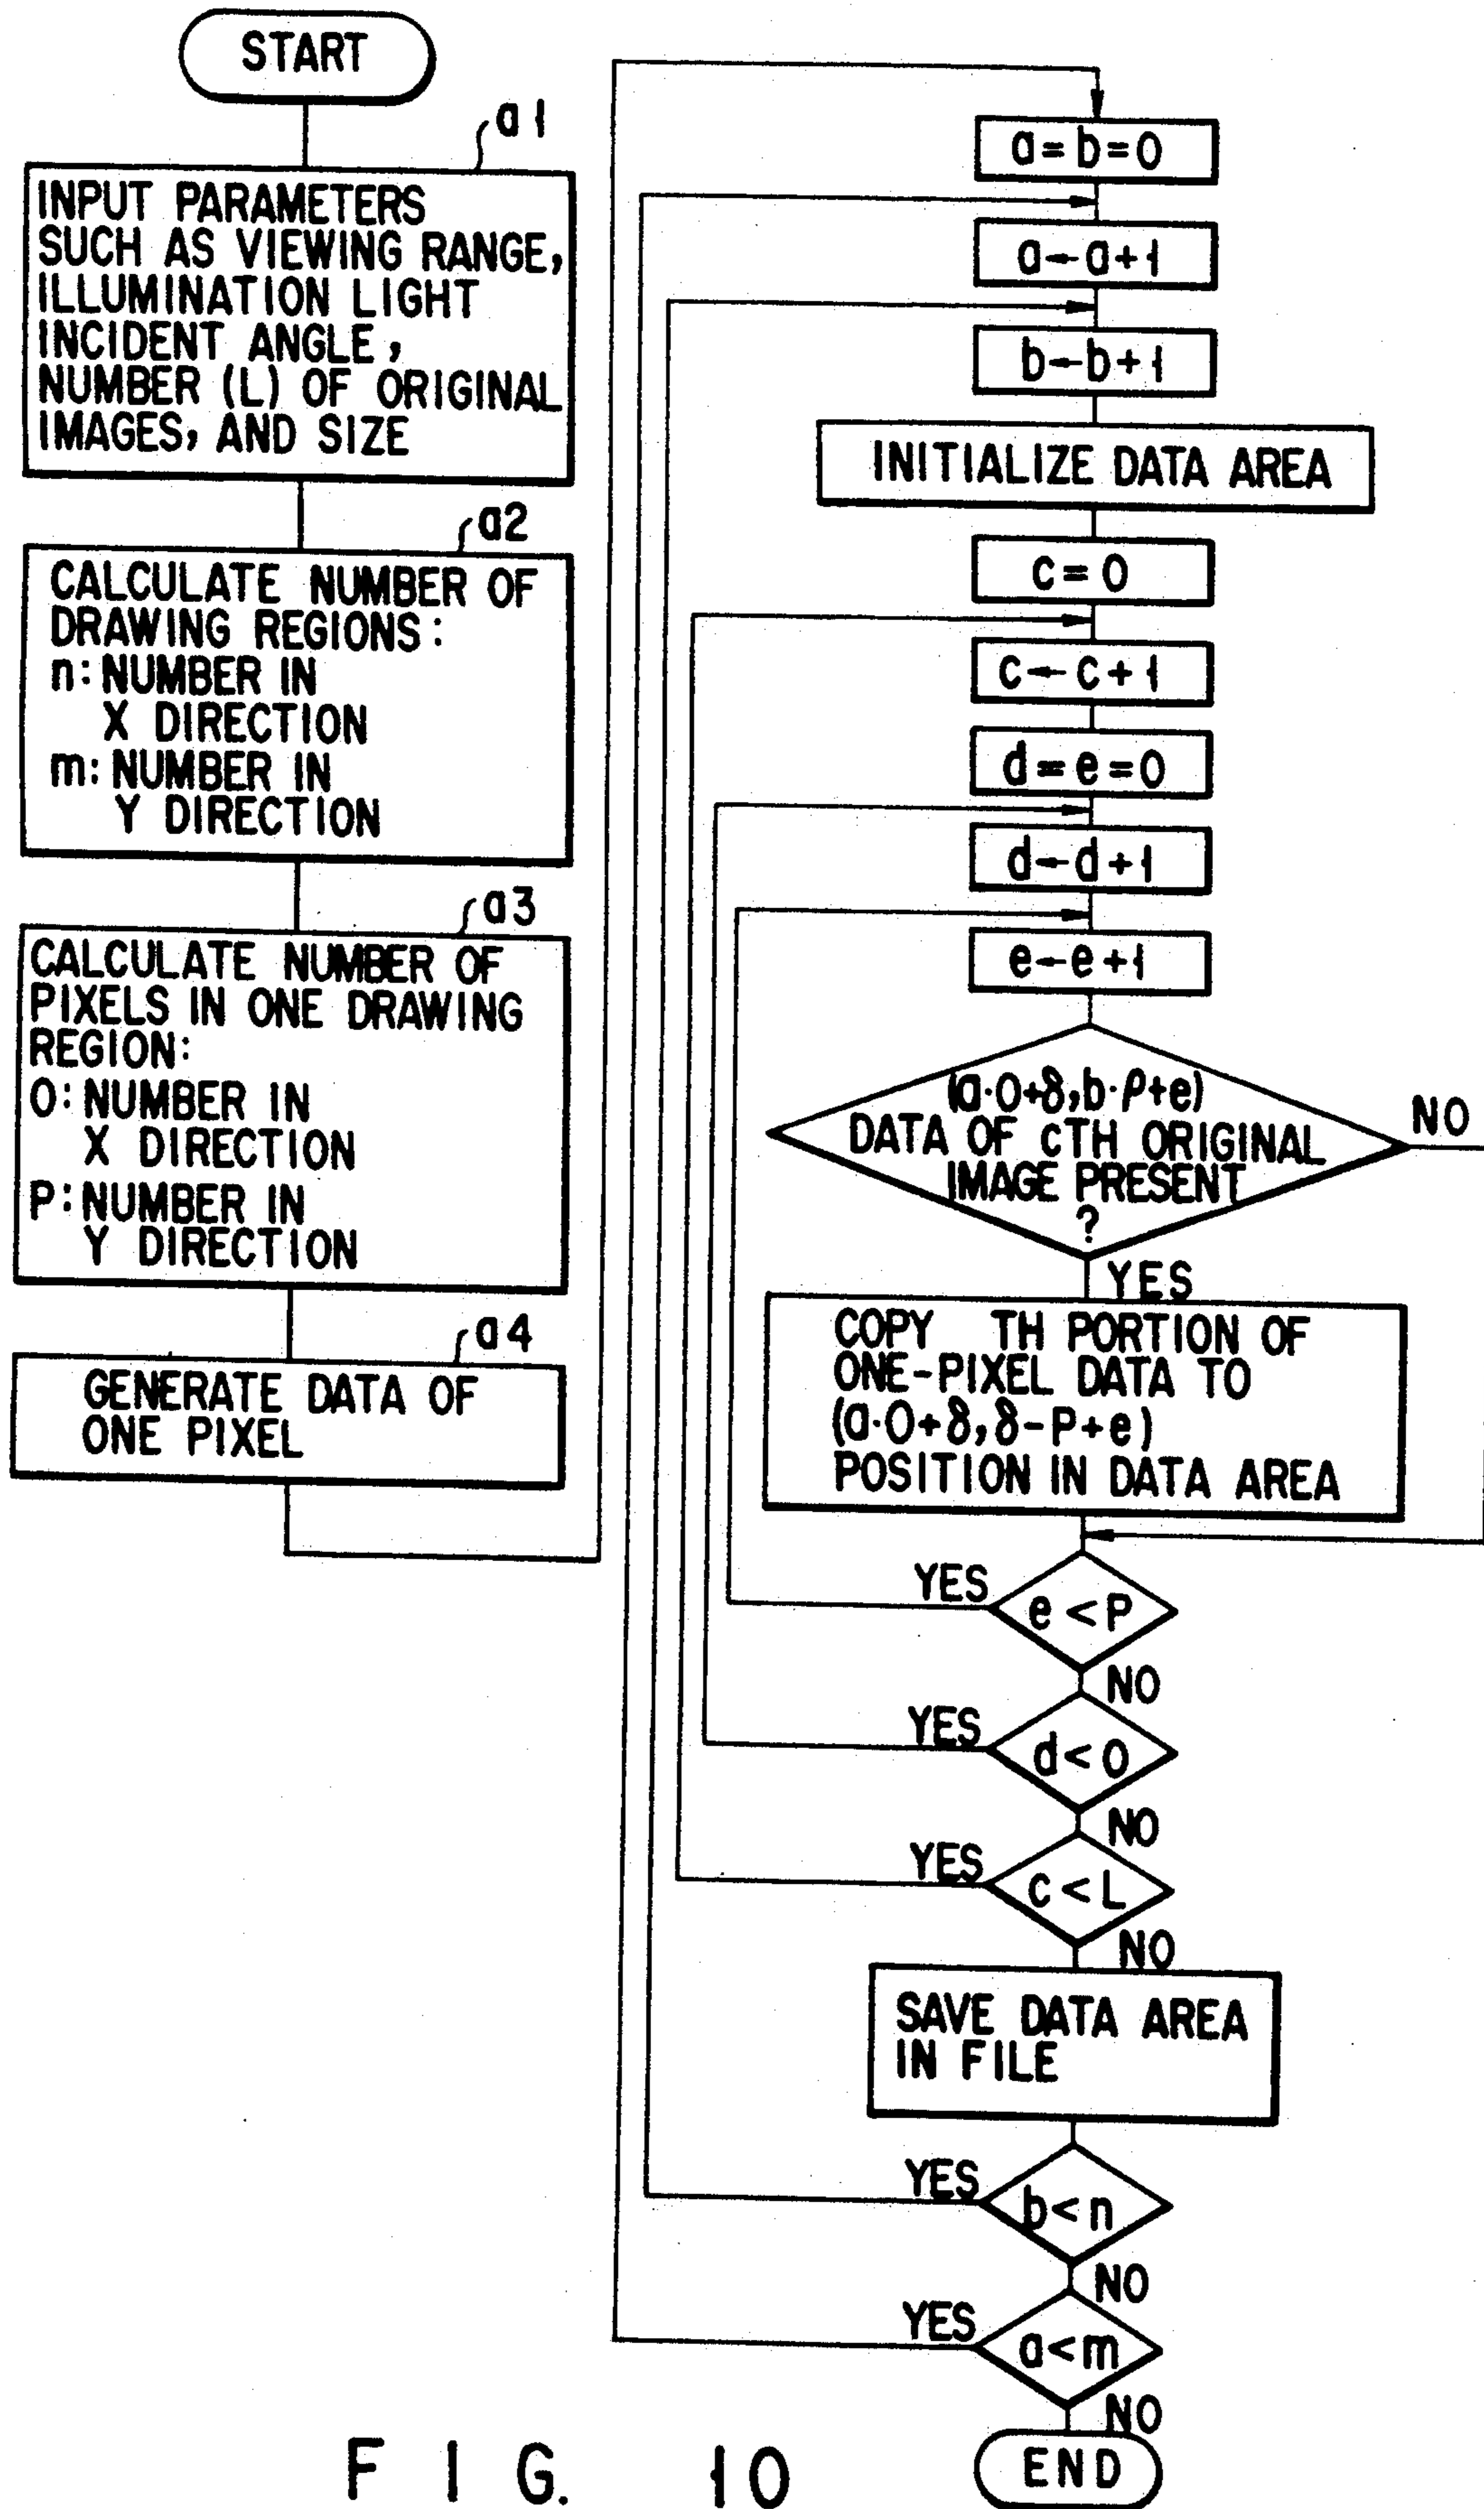 START
a1
INPUT PARAMETERS
SUCH AS VIEWING RANGE,
ILLUMINATION LIGHT
INCIDENT ANGLE,
NUMBER (L) OF ORIGINAL
IMAGES, AND SIZE
a2
CALCULATE NUMBER OF
DRAWING REGIONS:
n: NUMBER IN
X DIRECTION
m: NUMBER IN
Y DIRECTION
a3
CALCULATE NUMBER OF
PIXELS IN ONE DRAWING
REGION:
O: NUMBER IN
X DIRECTION
P: NUMBER IN
Y DIRECTION
a4
GENERATE DATA OF
ONE PIXEL
a=b=0
a←a+1
b←b+1
INITIALIZE DATA AREA
c=0
c←c+1
d=e=0
d←d+1
e←e+1
(a·O+8,b·P+e)
DATA OF cTH ORIGINAL
IMAGE PRESENT
?
NO
YES
COPY TH PORTION OF
ONE-PIXEL DATA TO
(a·O+8,8-P+e)
POSITION IN DATA AREA
YES
e<P
NO
YES
d<O
NO
YES
c<L
NO
SAVE DATA AREA
IN FILE
YES
b<n
NO
YES
a<m
NO
END
FIG. 10